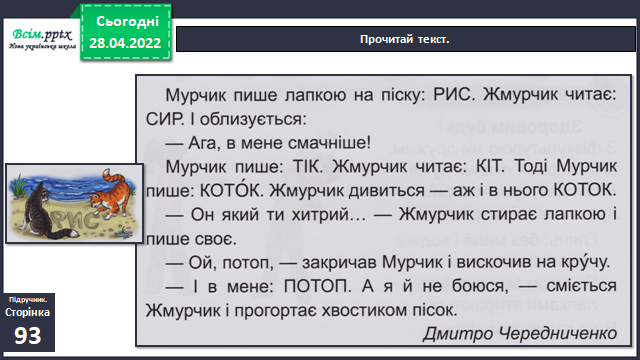 Всім.pptx
Нова українська школа
Сьогодні
28.04.2022
Прочитай текст.
Мурчик пише лапкою на піску: РИС. Жмурчик читає:
СИР. І облизується:
— Ага, в мене смачніше!
Мурчик пише: ТІК. Жмурчик читає: КІТ. Тоді Мурчик
пише: КОТО́К. Жмурчик дивиться — аж і в нього КОТОК.
— Он який ти хитрий... — Жмурчик стирає лапкою і
пише своє.
— Ой, потоп, — закричав Мурчик і вискочив на кру́чу.
— І в мене: ПОТОП. А я й не боюся, — сміється
Жмурчик і прогортає хвостиком пісок.
Дмитро Чередниченко
РИС
Підручник.
Сторінка
93